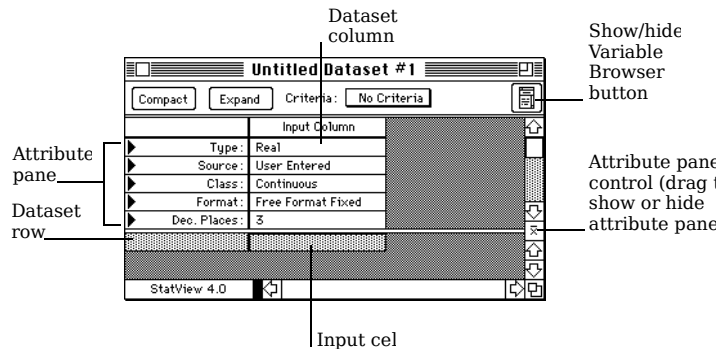 Dataset
column
Show/hide
Variable
Browser
button
Untitled Dataset #1
Compact Expand Criteria: No Criteria
Input Column
Attribute
pane
Type: Real
Source: User Entered
Class: Continuous
Format: Free Format Fixed
Dec. Places: 3
Dataset
row
Attribute pane
control (drag t
show or hide
attribute pane
StatView 4.0
Input cel